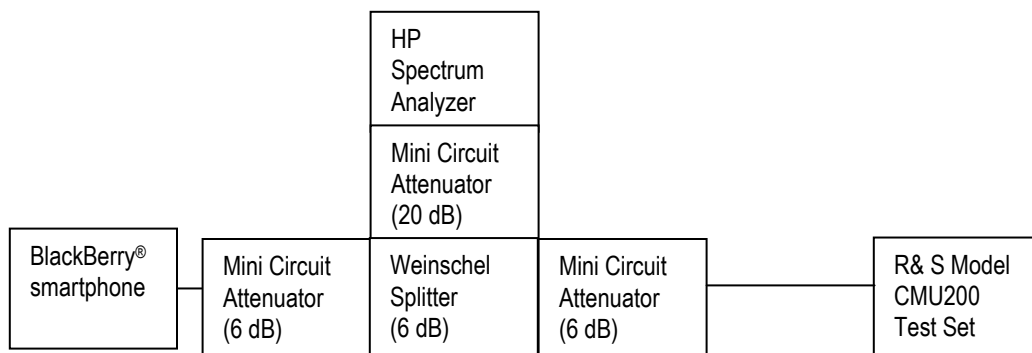 HP
Spectrum
Analyzer
Mini Circuit
Attenuator
(20 dB)
BlackBerry®
smartphone
Mini Circuit
Attenuator
(6 dB)
Weinschel
Splitter
(6 dB)
Mini Circuit
Attenuator
(6 dB)
R& S Model
CMU200
Test Set